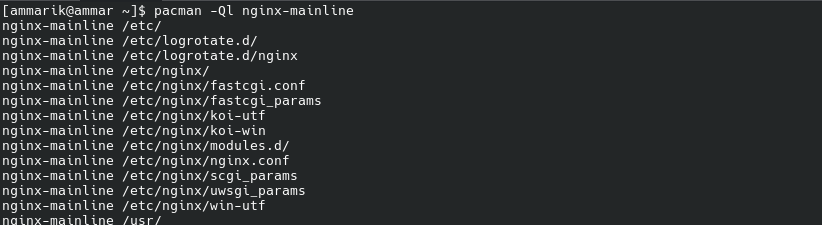 [ammarik@ammar ~]$ pacman -Ql nginx-mainline
nginx-mainline /etc/
nginx-mainline /etc/logrotate.d/
nginx-mainline /etc/logrotate.d/nginx
nginx-mainline /etc/nginx/
nginx-mainline /etc/nginx/fastcgi.conf
nginx-mainline /etc/nginx/fastcgi_params
nginx-mainline /etc/nginx/koi-utf
nginx-mainline /etc/nginx/koi-win
nginx-mainline /etc/nginx/modules.d/
nginx-mainline /etc/nginx/nginx.conf
nginx-mainline /etc/nginx/scgi_params
nginx-mainline /etc/nginx/uwsgi_params
nginx-mainline /etc/nginx/win-utf
nginx-mainline /usr/